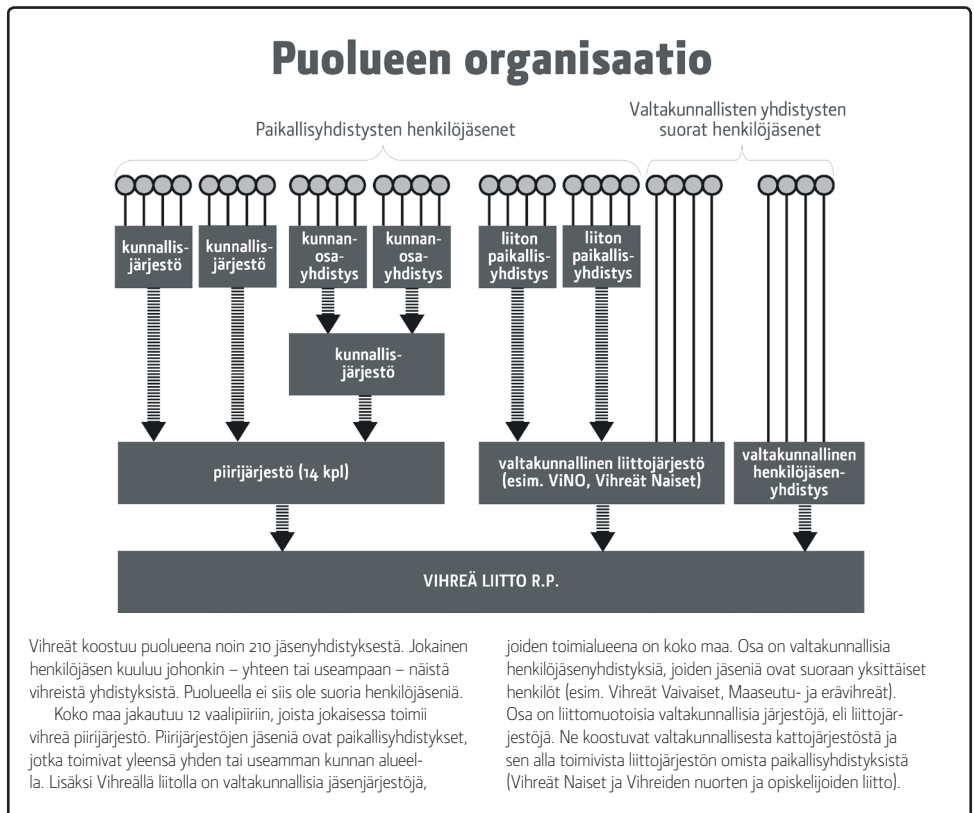 Puolueen organisaatio
Paikallisyhdistysten henkilöjäsenet
Valtakunnallisten yhdistysten
suorat henkilöjäsenet
kunnallis-
järjestö
kunnallis-
järjestö
kunnan-
osa-
yhdistys
kunnan-
osa-
yhdistys
liiton
paikallis-
yhdistys
liiton
paikallis-
yhdistys
kunnallis-
järjestö
piirijärjestö (14 kpl)
valtakunnallinen liittojärjestö
(esim. ViNO, Vihreät Naiset)
valtakunnallinen
henkilöjäsen-
yhdistys
VIHREÄ LIITTO R.P.
Vihreät koostuu puolueena noin 210 jäsenyhdistyksestä. Jokainen
henkilöjäsen kuuluu johonkin – yhteen tai useampaan – näistä
vihreistä yhdistyksistä. Puolueella ei siis ole suoria henkilöjäseniä.
Koko maa jakautuu 12 vaalipiiriin, joista jokaisessa toimii
vihreä piirijärjestö. Piirijärjestöjen jäseniä ovat paikallisyhdistykset,
jotka toimivat yleensä yhden tai useamman kunnan alueel-
la. Lisäksi Vihreällä liitolla on valtakunnallisia jäsenjärjestöjä,
joiden toimialueena on koko maa. Osa on valtakunnallisia
henkilöjäsenyhdistyksiä, joiden jäseniä ovat suoraan yksittäiset
henkilöt (esim. Vihreät Vaivaiset, Maaseutu- ja erävihreät).
Osa on liittomuotoisia valtakunnallisia järjestöjä, eli liittojär-
jestöjä. Ne koostuvat valtakunnallisesta kattojärjestöstä ja
sen alla toimivista liittojärjestön omista paikallisyhdistyksistä
(Vihreät Naiset ja Vihreiden nuorten ja opiskelijoiden liitto).